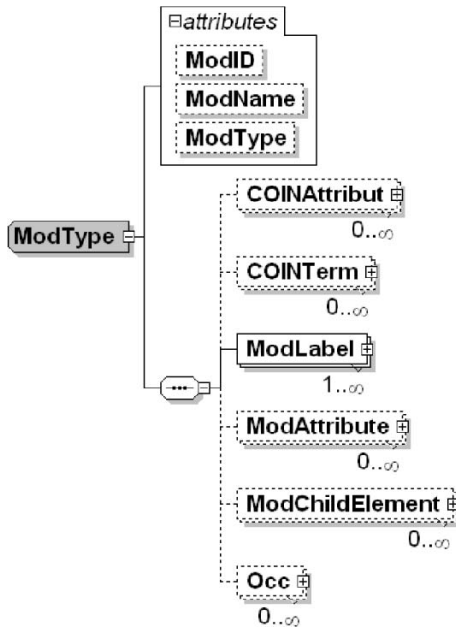 attributes
ModID
ModName
ModType
COINAttribut
0..∞
COINTerm
0..∞
ModType
ModLabel
1..∞
ModAttribute
0..∞
ModChildElement
0..∞
Occ
0..∞